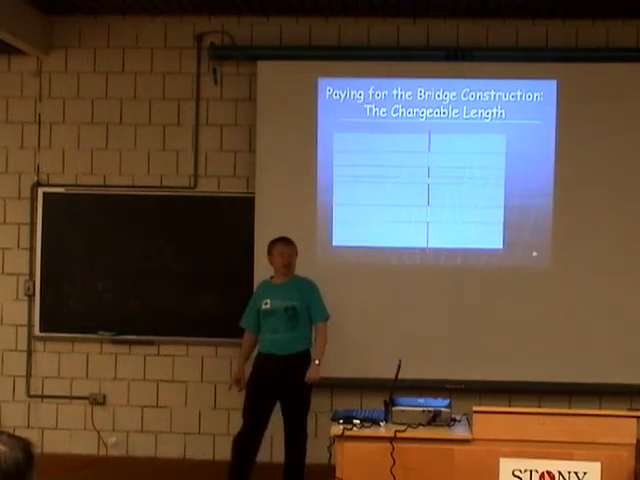 Paying for the Bridge Construction:
The Chargeable Length
STONY